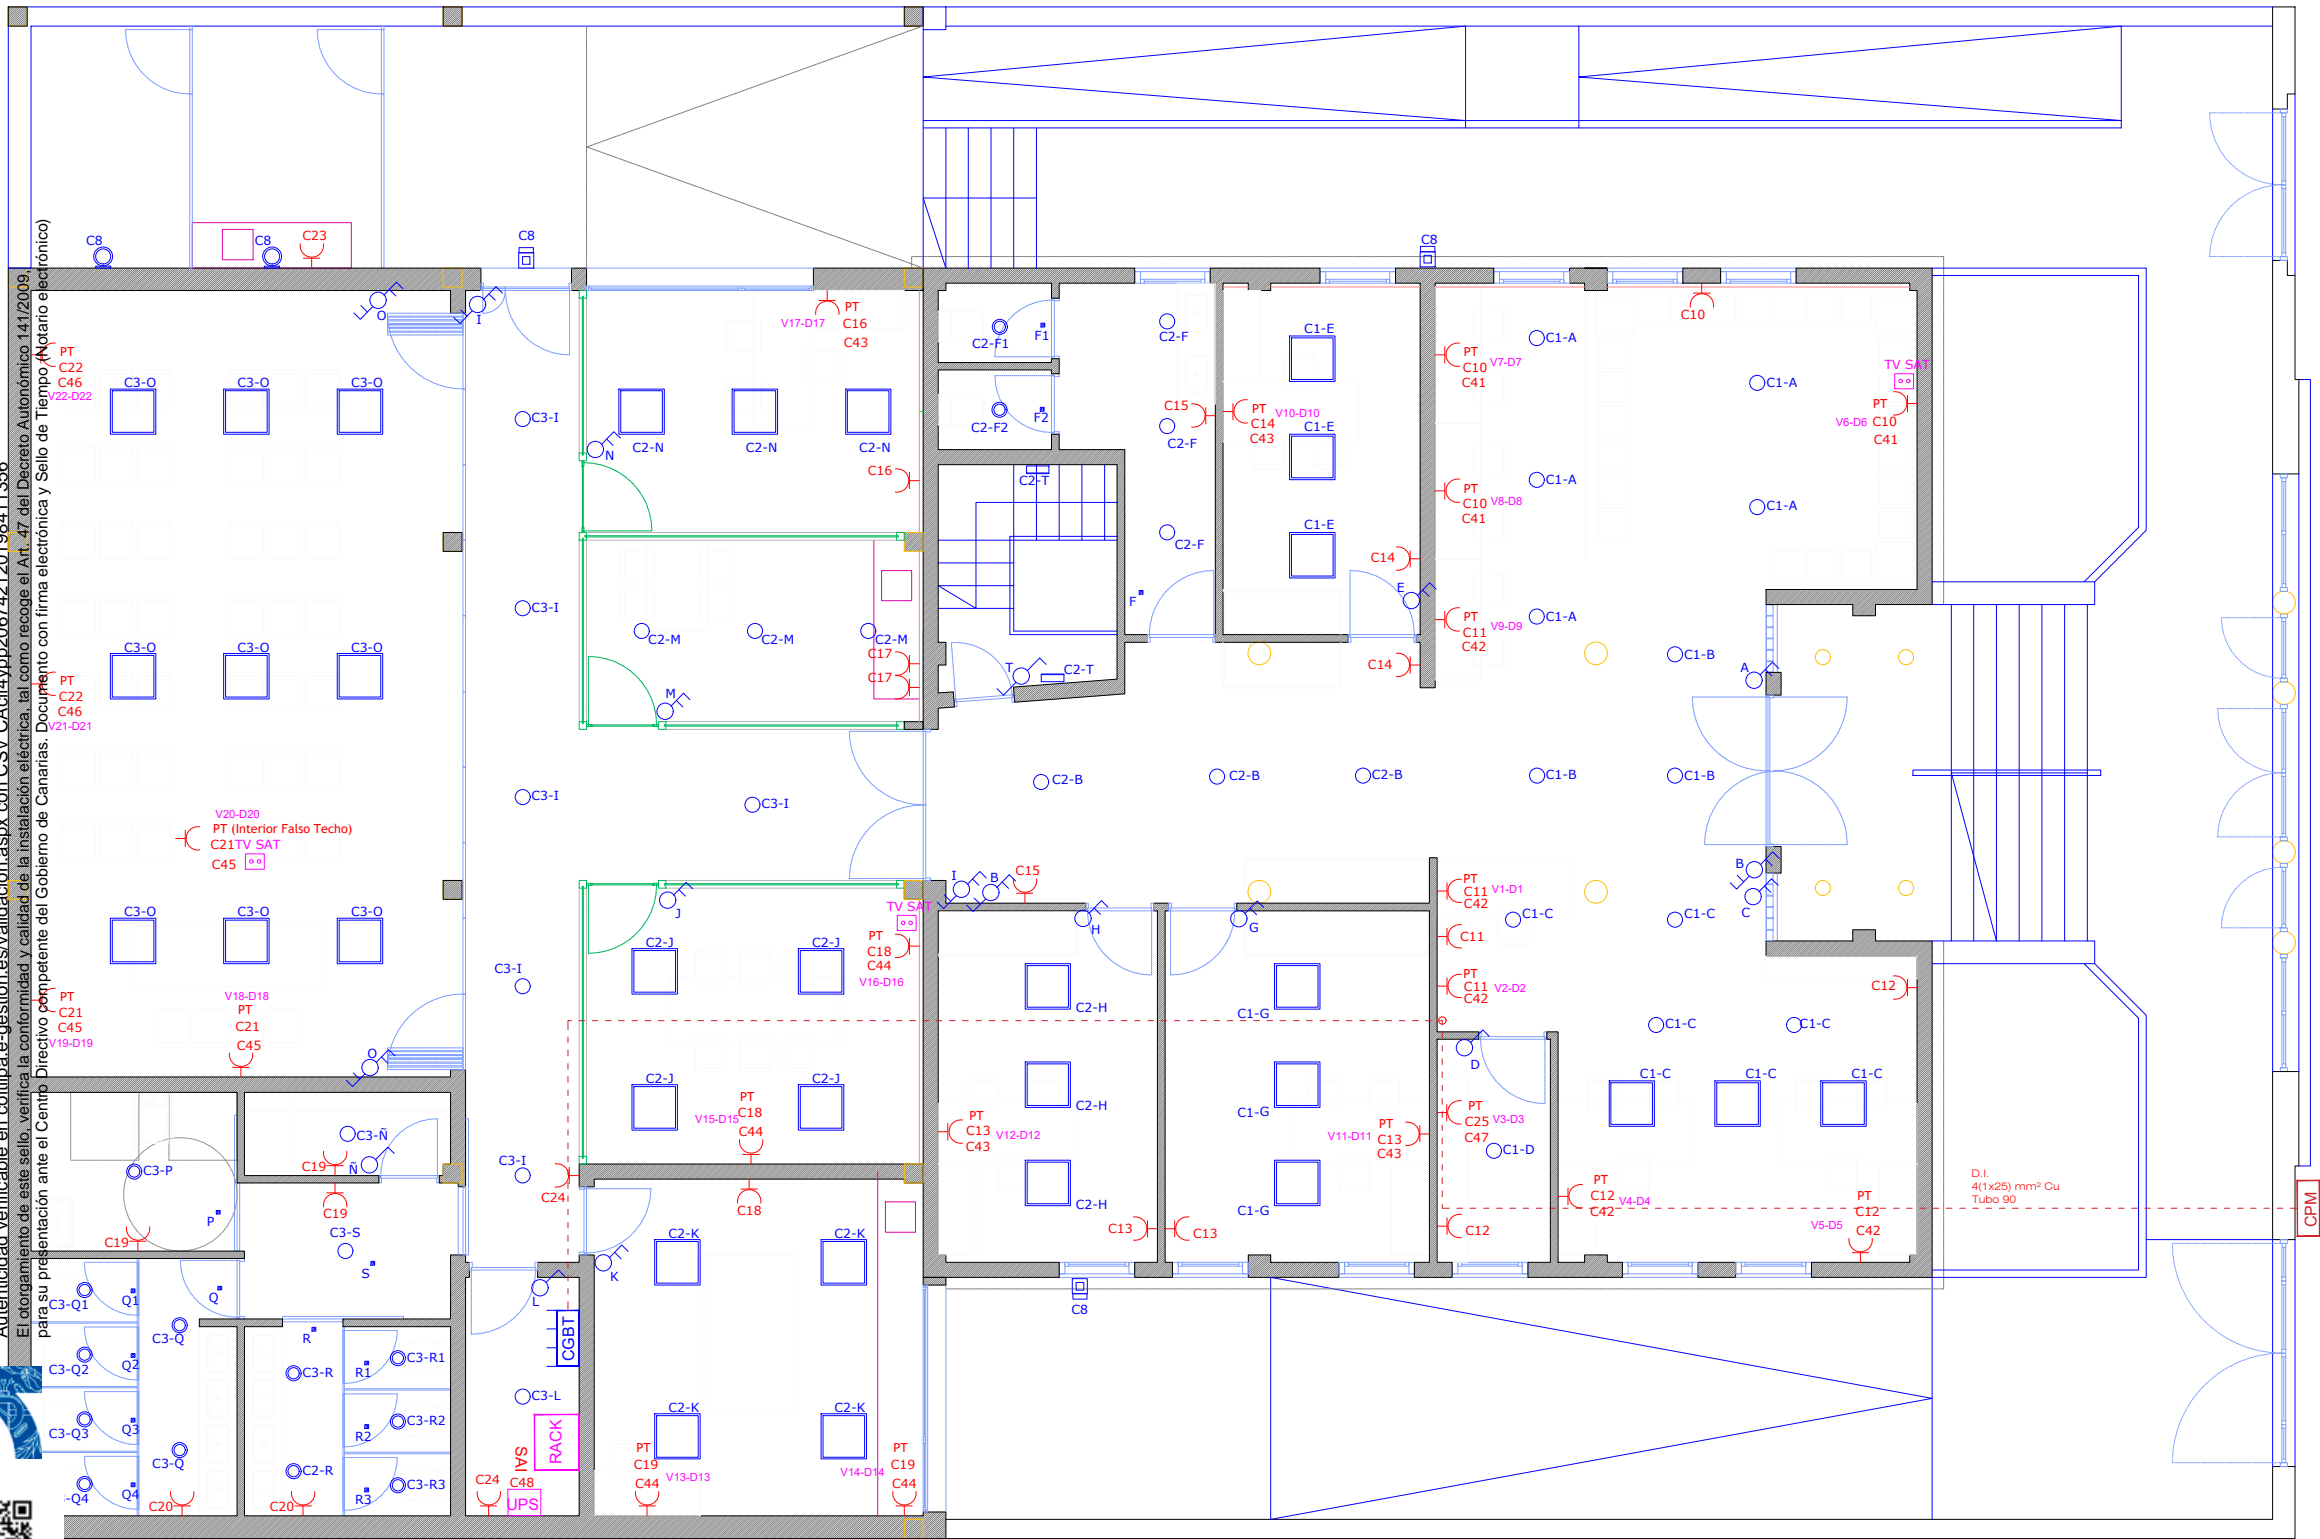 Autenticidad verificable en
El otorgamiento de este sello, verifica la conformidad y calidad de la instalación eléctrica, tal como recoge el Art. 47 del Decreto Autonómico 141/2009,
para su presentación ante el Centro Directivo competente del Gobierno de Canarias. Documento con firma electrónica y Sello de Tiempo (Notario electrónico)
C8
C8
C23
C8
C8
O
I
PT
C22
C46
V22-D22
C3-O
C3-O
C3-O
C3-I
V17-D17
PT
C16
C43
C2-N
C2-N
C2-N
N
C16
C2-F1
F1
C2-F2
F2
C2-F
C2-F
C2-F
F
C15
C1-E
C1-E
C1-E
PT
C14
C43
V10-D10
C14
E
C14
PT
C10
C41
V7-D7
PT
C10
C41
V8-D8
PT
C11
C42
V9-D9
C10
C1-A
C1-A
C1-A
C1-A
C1-A
TV SAT
PT
V6-D6
C10
C41
C2-T
T
C2-T
C3-I
C2-M
C2-M
C2-M
C17
C17
M
C3-O
C3-O
C3-O
PT
C22
C46
V21-D21
C1-B
A
C3-I
C3-I
C2-B
C2-B
C2-B
C1-B
C1-B
V20-D20
PT (Interior Falso Techo)
C21
TV SAT
C45
C3-O
C3-O
C3-O
PT
C21
C45
V19-D19
V18-D18
PT
C21
C45
O
C3-I
J
TV SAT
PT
C18
C44
V16-D16
C2-J
C2-J
C2-J
C2-J
V15-D15
PT
C18
C44
I
B
C15
H
G
C2-H
C2-H
C2-H
C1-G
C1-G
C1-G
PT
C13
C43
V12-D12
V11-D11
PT
C13
C43
C13
C13
PT
C11
C42
V1-D1
C11
PT
C11
C42
V2-D2
B
C
C1-C
C1-C
C1-C
C1-C
C12
D
PT
C25
C47
V3-D3
C1-D
C12
C1-C
C1-C
C1-C
PT
C12
C42
V4-D4
PT
C12
C42
V5-D5
D.I.
4(1x25) mm² Cu
Tubo 90
CPM
C8
C3-P
P
C19
C3-Ñ
Ñ
C19
C19
C3-S
S
C3-I
C24
C18
K
L
C2-K
C2-K
C2-K
C2-K
CGBT
C3-Q1
Q1
Q
C3-Q
C3-Q2
Q2
C3-Q3
Q3
C3-Q
-Q4
Q4
C20
R
C3-R
C2-R
C20
R1
C3-R1
R2
C3-R2
R3
C3-R3
C3-L
RACK
SAI
C24
C48
UPS
PT
C19
C44
V13-D13
V14-D14
PT
C19
C44